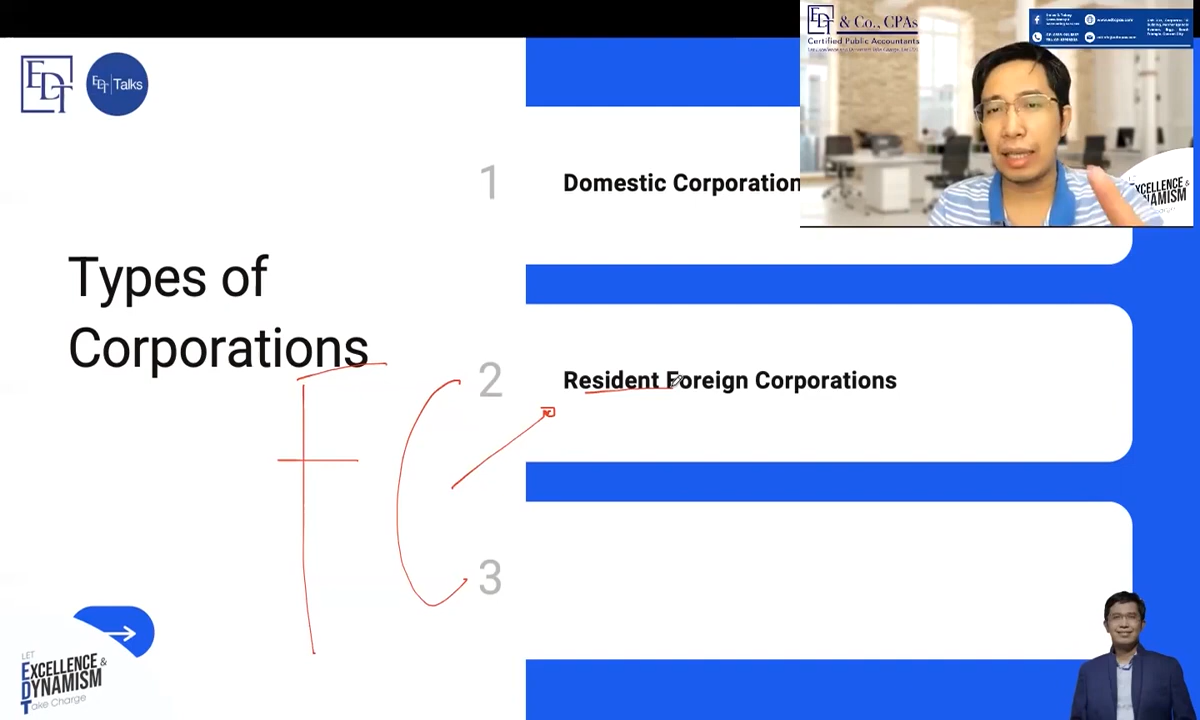 EDT
EDT Talks
EDT & Co., CPAs
Certified Public Accountants
1
Domestic Corporation
Types of
Corporations
2
Resident Foreign Corporations
FC
3
EXCELLENCE &
LET
EXCELLENCE &
DYNAMISM
Take Charge